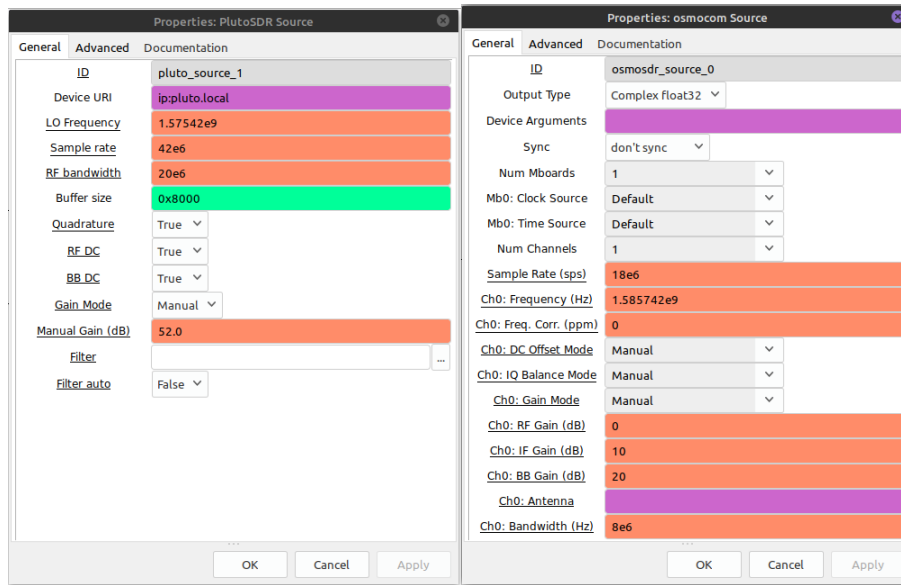 Properties: PlutoSDR Source
General Advanced Documentation
ID pluto_source_1
Device URI ip:pluto.local
LO Frequency 1.57542e9
Sample rate 42e6
RF bandwidth 20e6
Buffer size 0x8000
Quadrature True
RF DC True
BB DC True
Gain Mode Manual
Manual Gain (dB) 52.0
Filter ...
Filter auto False
OK Cancel Apply
Properties: osmocom Source
General Advanced Documentation
ID osmosdr_source_0
Output Type Complex float32
Device Arguments
Sync don't sync
Num Mboards 1
Mb0: Clock Source Default
Mb0: Time Source Default
Num Channels 1
Sample Rate (sps) 18e6
Ch0: Frequency (Hz) 1.585742e9
Ch0: Freq. Corr. (ppm) 0
Ch0: DC Offset Mode Manual
Ch0: IQ Balance Mode Manual
Ch0: Gain Mode Manual
Ch0: RF Gain (dB) 0
Ch0: IF Gain (dB) 10
Ch0: BB Gain (dB) 20
Ch0: Antenna
Ch0: Bandwidth (Hz) 8e6
OK Cancel Apply